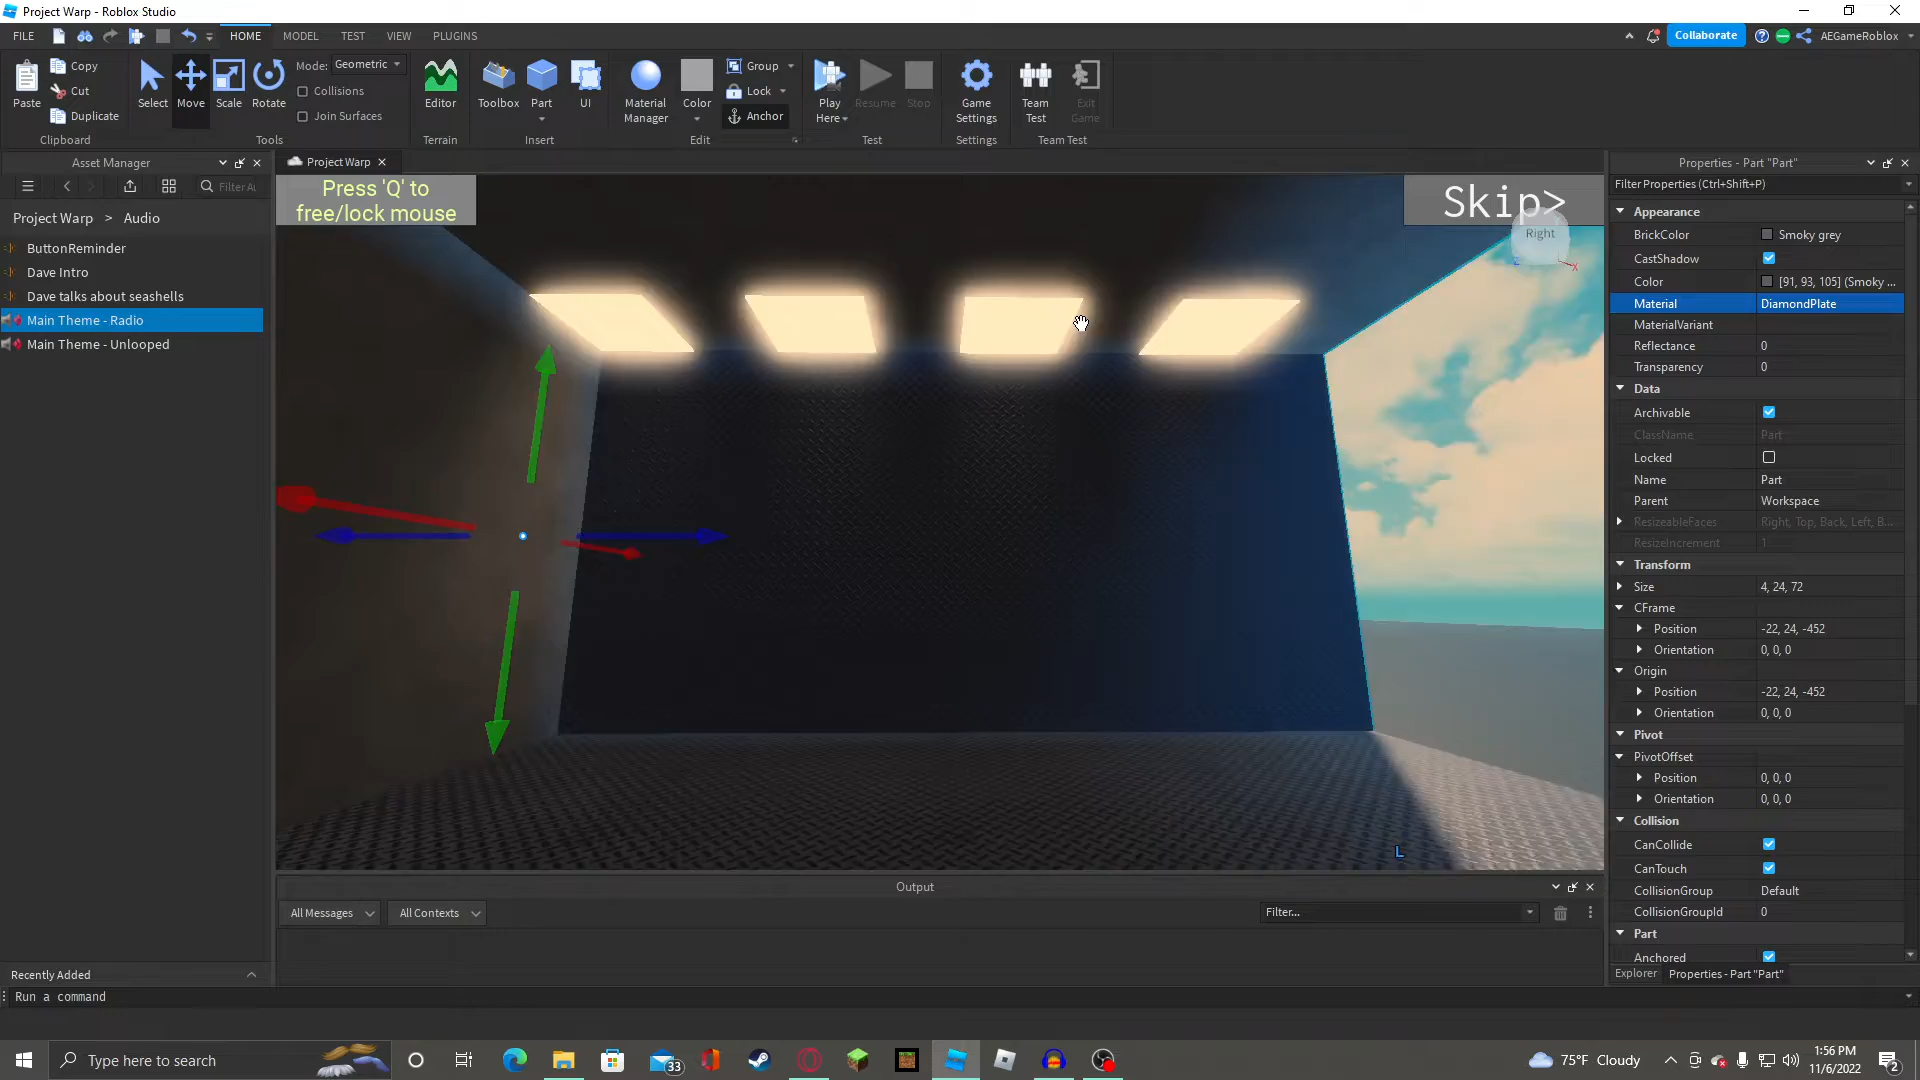 Project Warp - Roblox Studio
FILE
HOME
MODEL
TEST
VIEW
PLUGINS
Collaborate
AEGameRoblox
Paste
Copy
Cut
Duplicate
Clipboard
Select
Move
Scale
Rotate
Mode:
Geometric
Collisions
Join Surfaces
Tools
Editor
Terrain
Toolbox
Part
UI
Insert
Material
Manager
Color
Group
Lock
Anchor
Edit
Play
Here
Resume
Stop
Test
Game
Settings
Settings
Team
Test
Exit
Game
Team Test
Asset Manager
Filter
Project Warp > Audio
ButtonReminder
Dave Intro
Dave talks about seashells
Main Theme - Radio
Main Theme - Unlooped
Recently Added
Run a command
Project Warp
Press 'Q' to
free/lock mouse
Skip>
Right
Z
X
L
Output
All Messages
All Contexts
Filter...
Properties - Part "Part"
Filter Properties (Ctrl+Shift+P)
Appearance
BrickColor Smoky grey
CastShadow
Color [91, 93, 105] (Smoky ...
Material DiamondPlate
MaterialVariant
Reflectance 0
Transparency 0
Data
Archivable
ClassName Part
Locked
Name Part
Parent Workspace
ResizeableFaces Right, Top, Back, Left, B...
ResizeIncrement 1
Transform
Size 4, 24, 72
CFrame
Position -22, 24, -452
Orientation 0, 0, 0
Origin
Position -22, 24, -452
Orientation 0, 0, 0
Pivot
PivotOffset
Position 0, 0, 0
Orientation 0, 0, 0
Collision
CanCollide
CanTouch
CollisionGroup Default
CollisionGroupId 0
Part
Anchored
Explorer
Properties - Part "Part"
Type here to search
33
75°F Cloudy
1:56 PM
11/6/2022
2